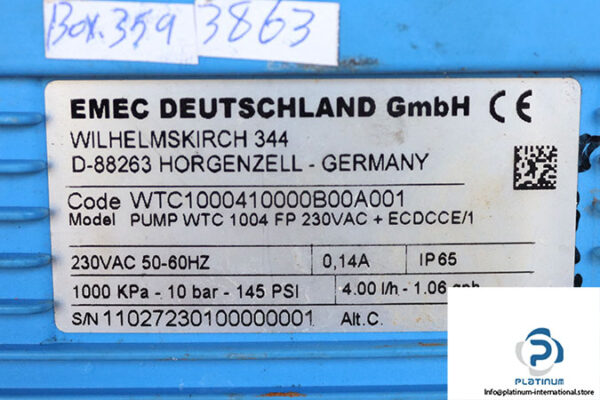 Box.359
3863
EMEC DEUTSCHLAND GmbH CE
WILHELMSKIRCH 344
D-88263 HORGENZELL - GERMANY
Code WTC1000410000B00A001
Model PUMP WTC 1004 FP 230VAC + ECDCCE/1
230VAC 50-60HZ 0,14A IP65
1000 KPa - 10 bar - 145 PSI 4.00 l/h - 1.06 gph
S/N 11027230100000001 Alt.C.
PLATINUM
Info@platinum-international.store